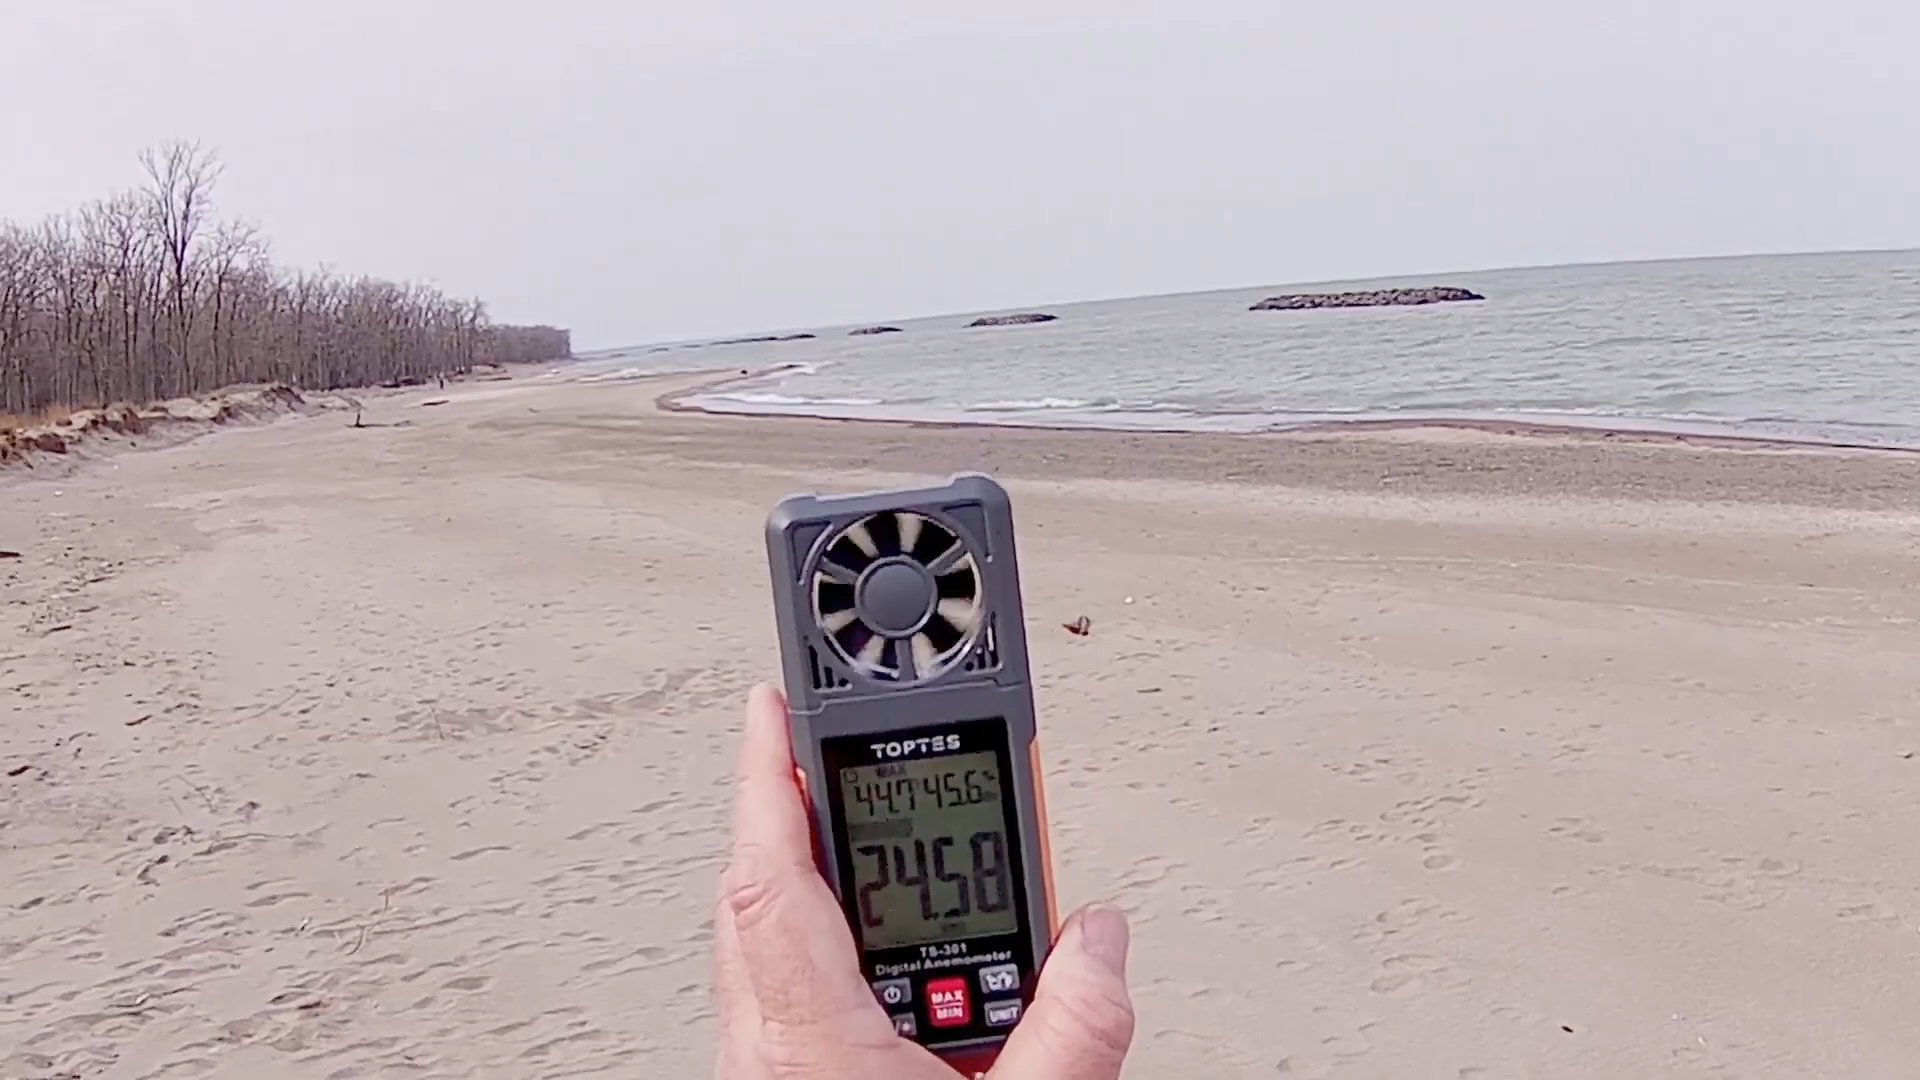 TOPTES
MAX
44.7 45.6%
24.58
TS-301
Digital Anemometer
MAX
MIN
UNIT